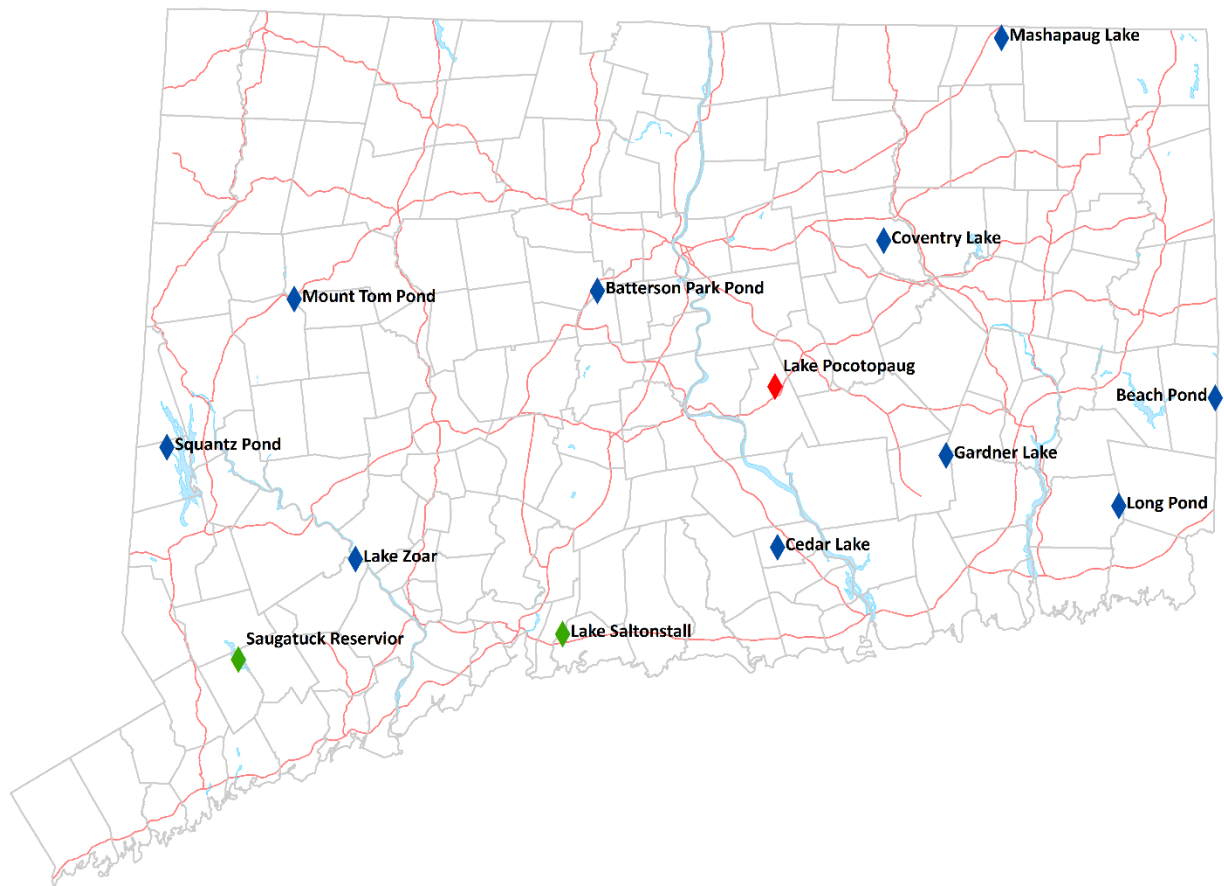 Mashapaug Lake
Coventry Lake
Batterson Park Pond
Mount Tom Pond
Lake Pocotopaug
Beach Pond
Squantz Pond
Gardner Lake
Long Pond
Cedar Lake
Lake Zoar
Lake Saltonstall
Saugatuck Reservior